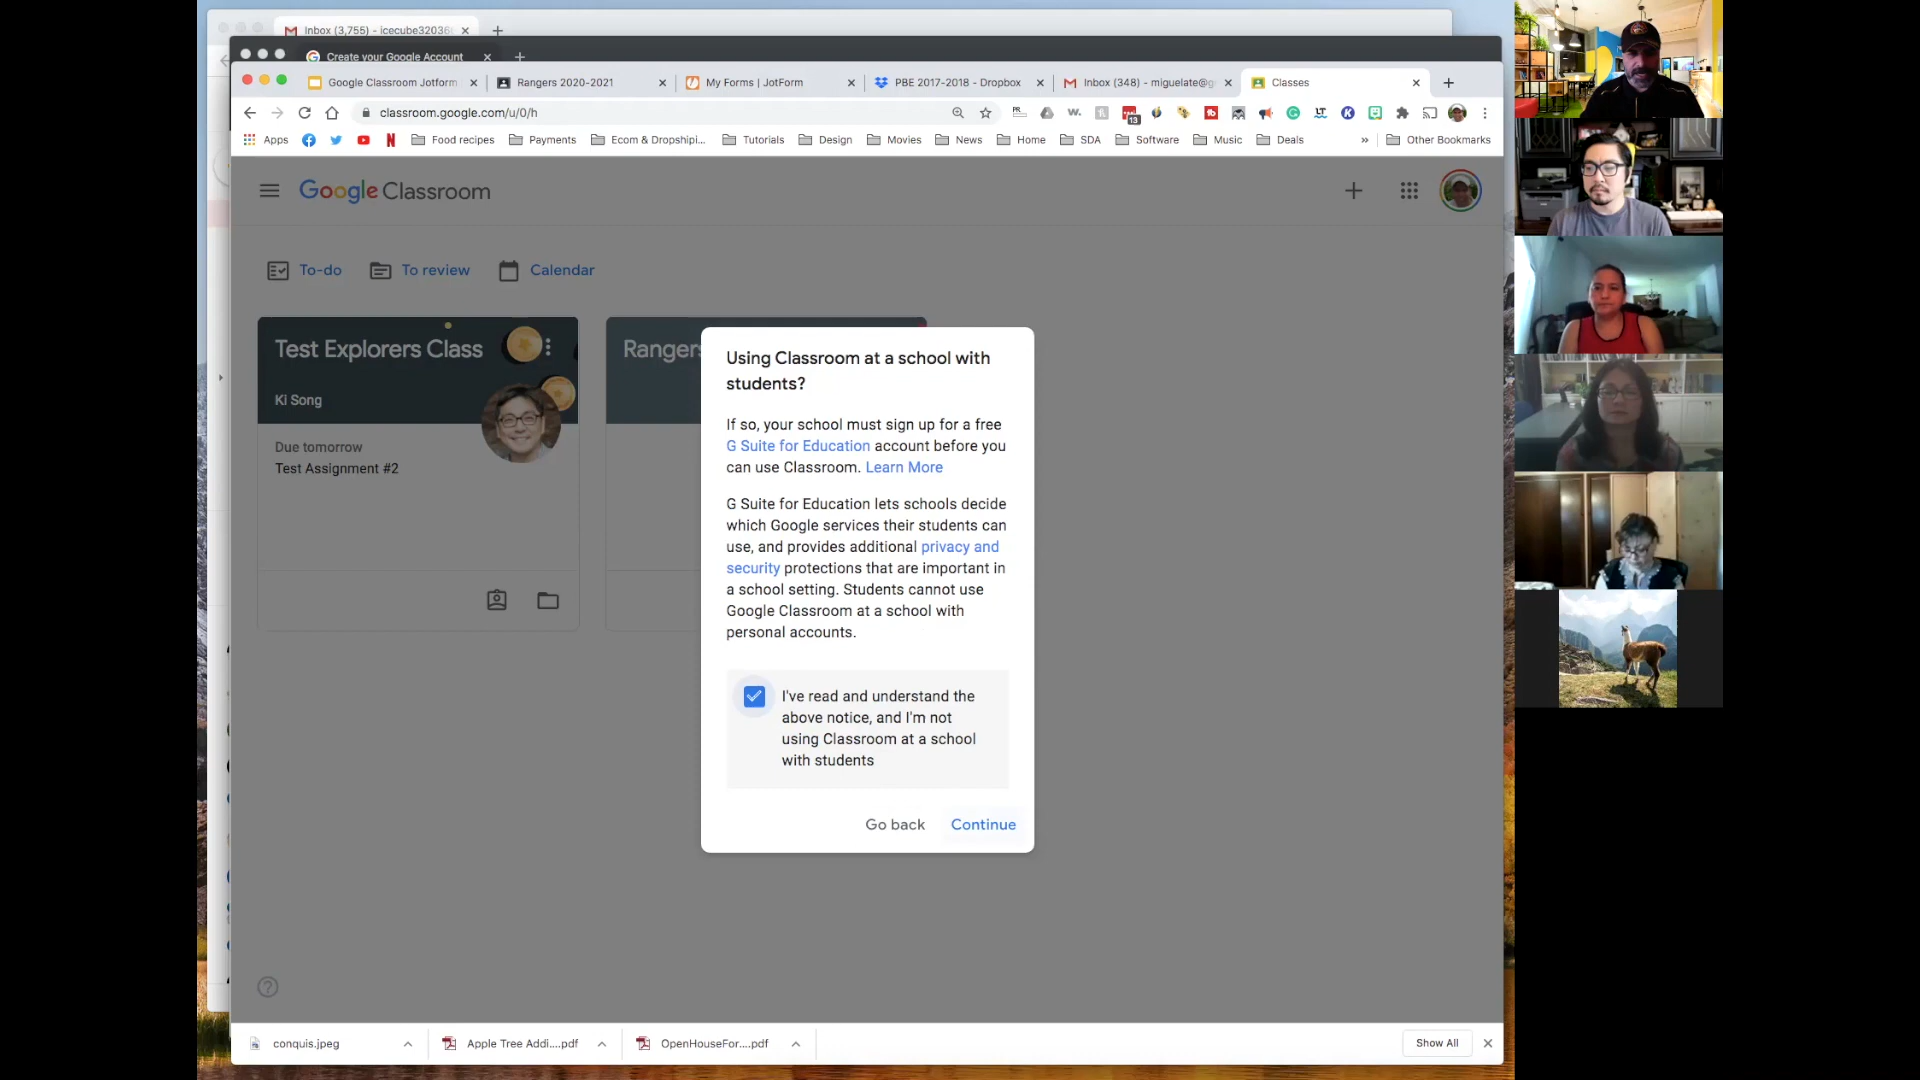 Inbox (3,755) - icecube32036
Create your Google Account
Google Classroom Jotform
Rangers 2020-2021
My Forms | JotForm
PBE 2017-2018 - Dropbox
Inbox (348) - miguelate@g
Classes
classroom.google.com/u/0/h
13
Apps
Food recipes
Payments
Ecom & Dropshipi...
Tutorials
Design
Movies
News
Home
SDA
Software
Music
Deals
»
Other Bookmarks
Google Classroom
To-do
To review
Calendar
Test Explorers Class
Ki Song
Due tomorrow
Test Assignment #2
Rangers
Using Classroom at a school with
students?
If so, your school must sign up for a free
G Suite for Education account before you
can use Classroom. Learn More
G Suite for Education lets schools decide
which Google services their students can
use, and provides additional privacy and
security protections that are important in
a school setting. Students cannot use
Google Classroom at a school with
personal accounts.
I've read and understand the
above notice, and I'm not
using Classroom at a school
with students
Go back
Continue
conquis.jpeg
Apple Tree Addi....pdf
OpenHouseFor....pdf
Show All